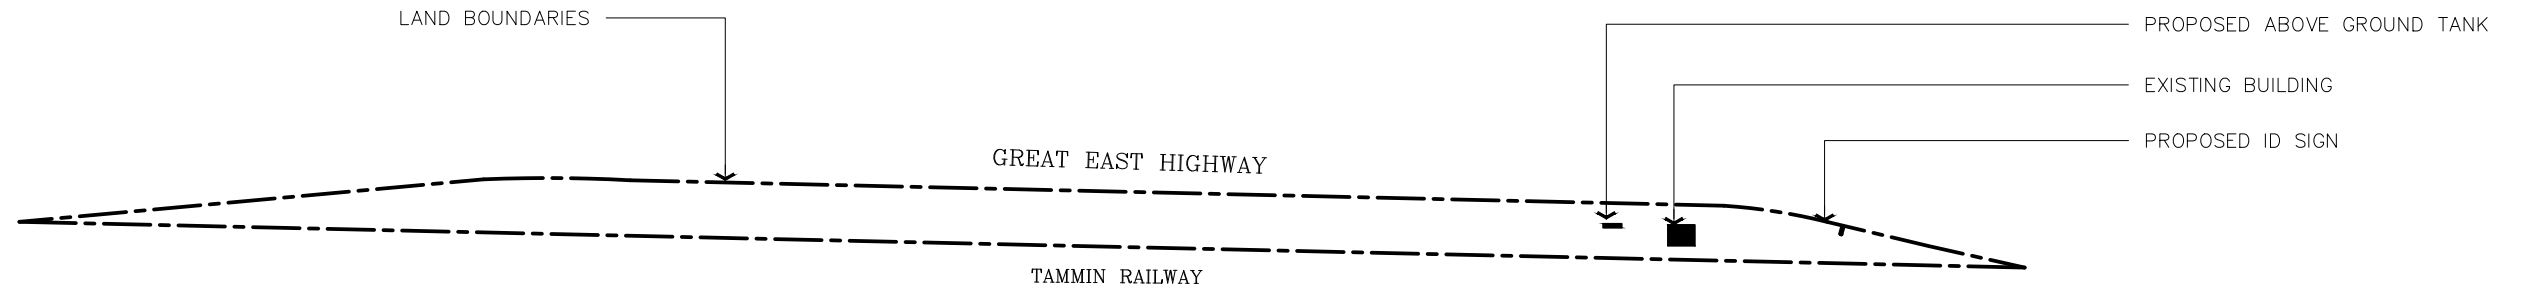 LAND BOUNDARIES
PROPOSED ABOVE GROUND TANK
EXISTING BUILDING
PROPOSED ID SIGN
GREAT EAST HIGHWAY
TAMMIN RAILWAY